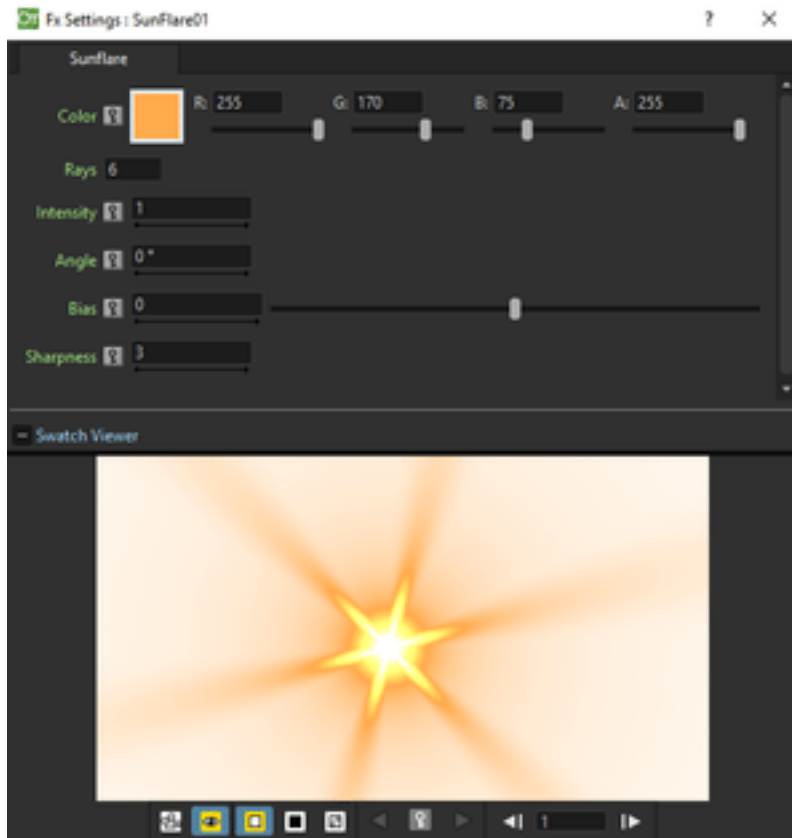 Fx Settings : SunFlare01 ? ×
Sunflare
Color R: 255 G: 170 B: 75 A: 255
Rays 6
Intensity 1
Angle 0 °
Bias 0
Sharpness 3
Swatch Viewer
1